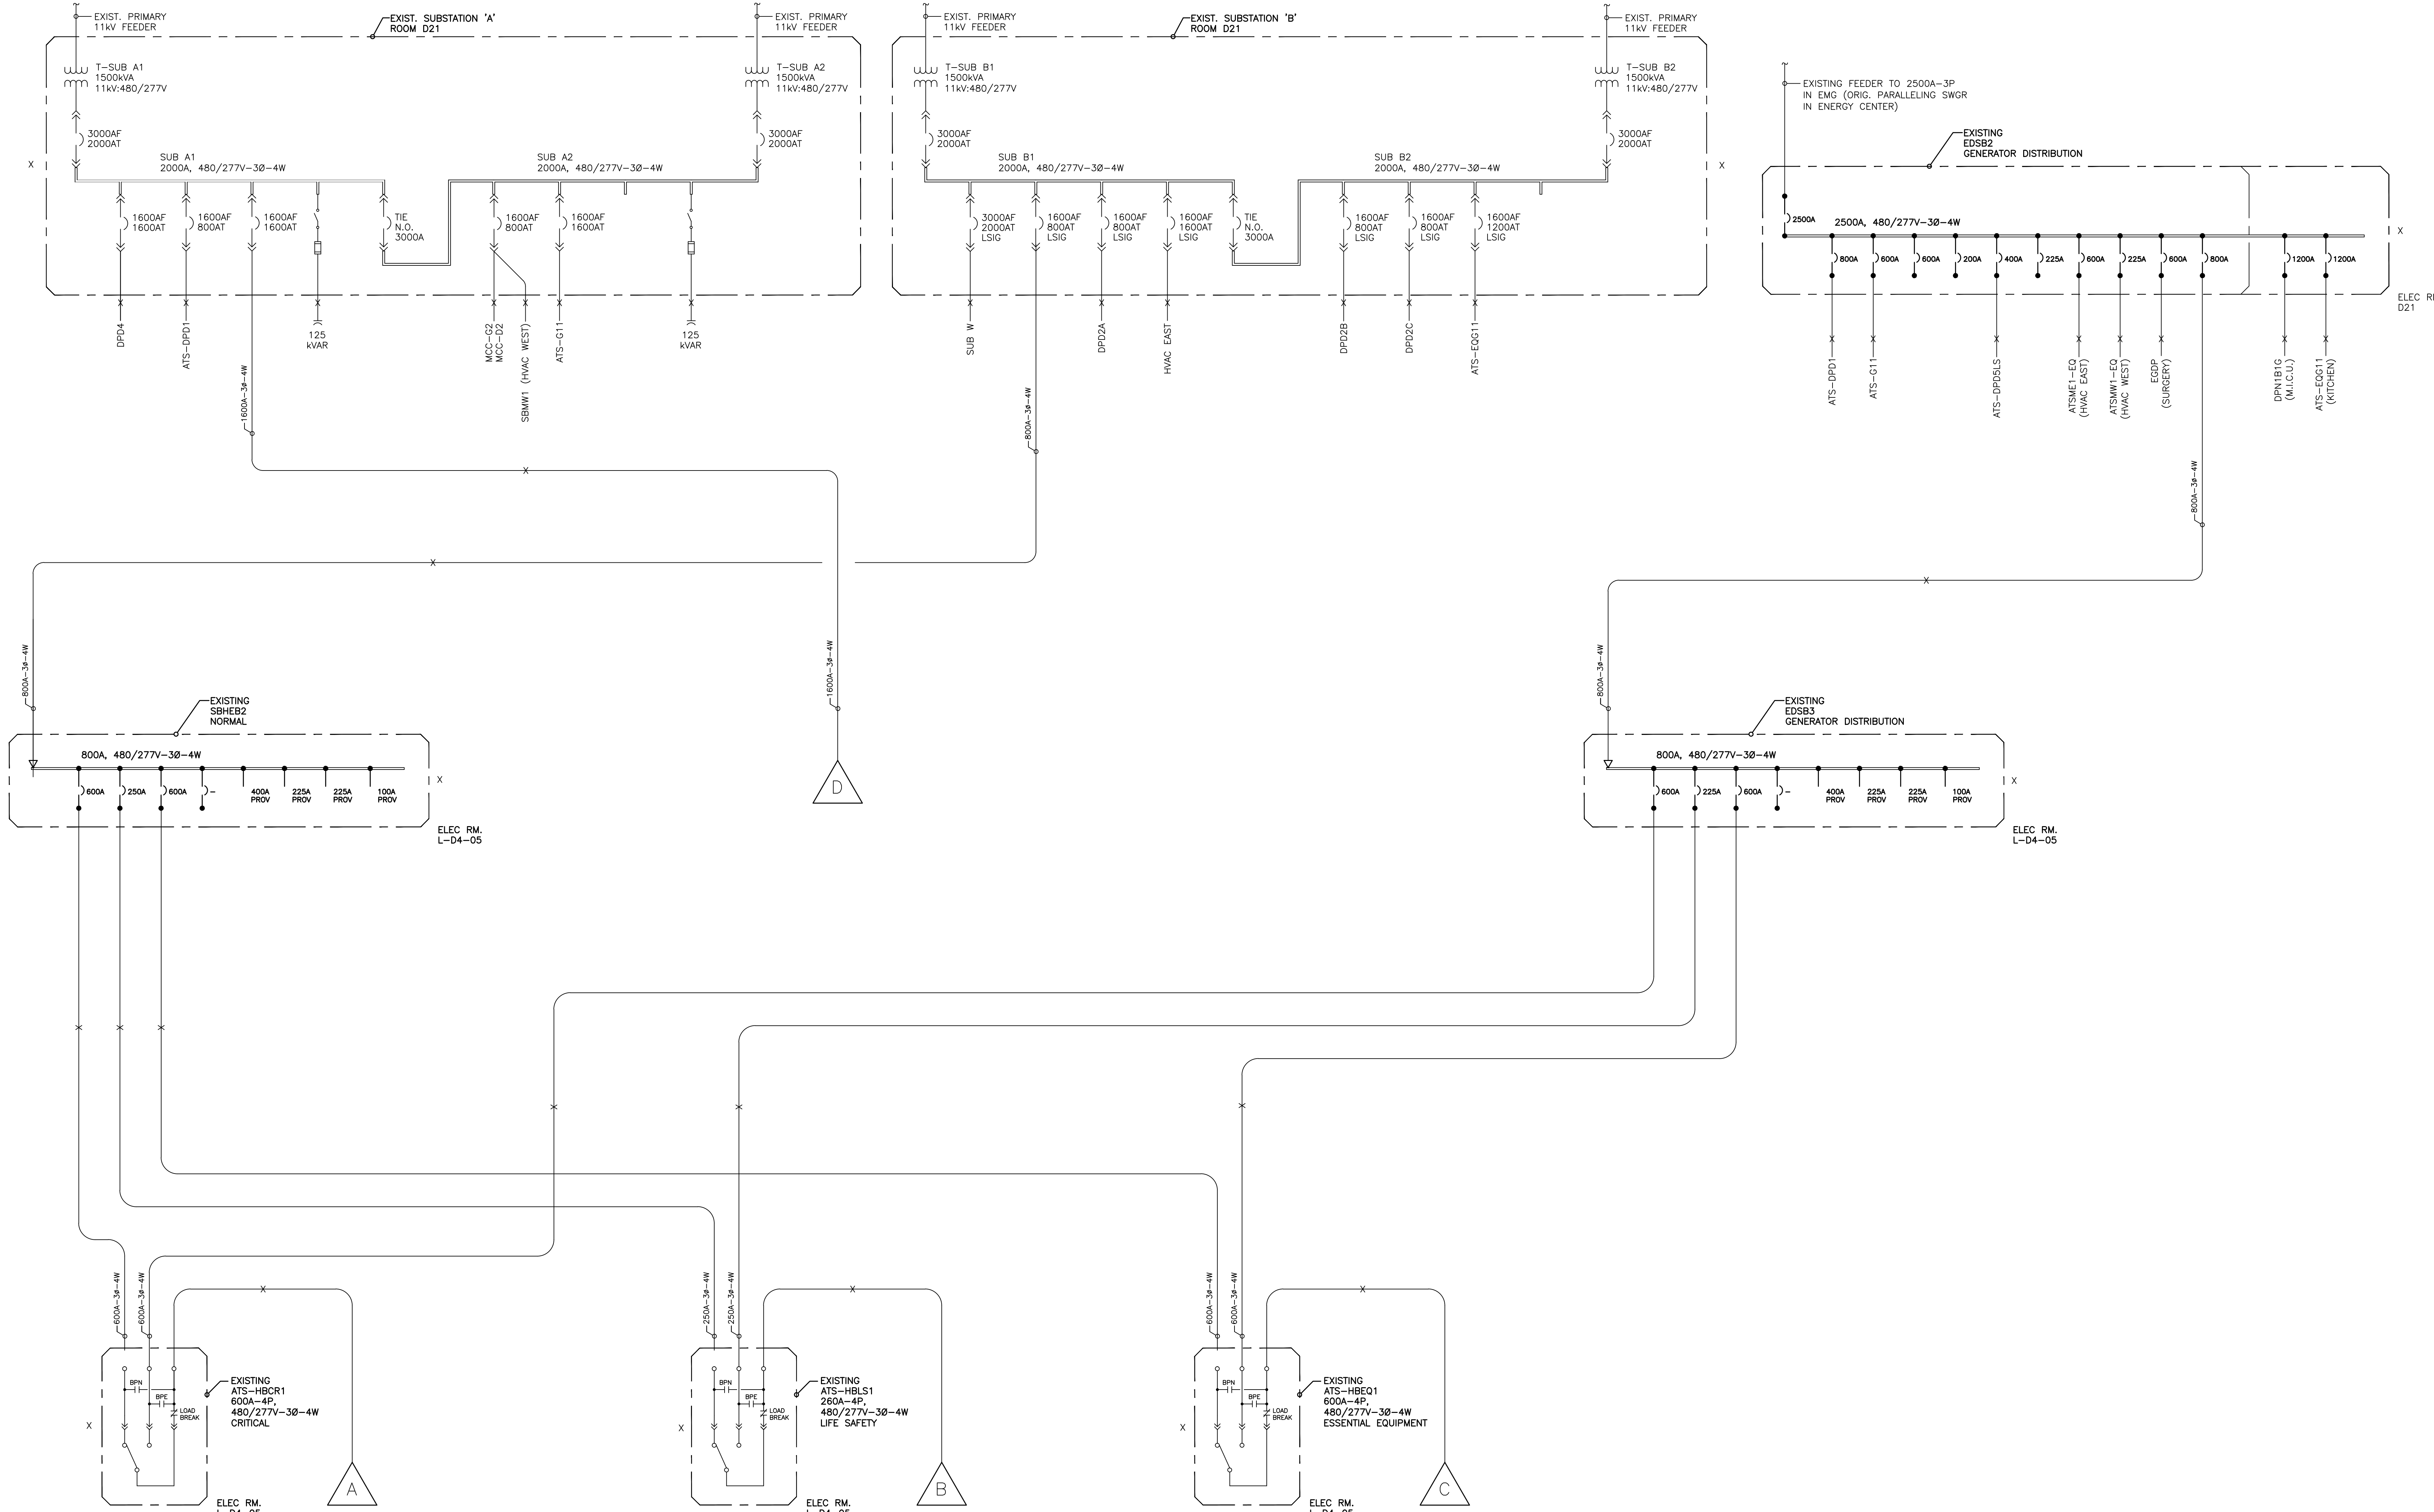 EXIST. PRIMARY
11kV FEEDER
EXIST. SUBSTATION 'A'
ROOM D21
EXIST. PRIMARY
11kV FEEDER
T-SUB A1
1500kVA
11kV:480/277V
T-SUB A2
1500kVA
11kV:480/277V
3000AF
2000AT
3000AF
2000AT
SUB A1
2000A, 480/277V-3Ø-4W
SUB A2
2000A, 480/277V-3Ø-4W
X
1600AF
1600AT
1600AF
800AT
1600AF
1600AT
TIE
N.O.
3000A
1600AF
800AT
1600AF
1600AT
X
X
X
X
X
X
X
DPD4
ATS-DPD1
125
kVAR
MCC-G2
MCC-D2
SBMW1 (HVAC WEST)
ATS-G11
125
kVAR
1600A-3ø-4W
X
EXIST. PRIMARY
11kV FEEDER
EXIST. SUBSTATION 'B'
ROOM D21
EXIST. PRIMARY
11kV FEEDER
T-SUB B1
1500kVA
11kV:480/277V
T-SUB B2
1500kVA
11kV:480/277V
3000AF
2000AT
3000AF
2000AT
SUB B1
2000A, 480/277V-3Ø-4W
SUB B2
2000A, 480/277V-3Ø-4W
X
3000AF
2000AT
LSIG
1600AF
800AT
LSIG
1600AF
800AT
LSIG
1600AF
1600AT
LSIG
TIE
N.O.
3000A
1600AF
800AT
LSIG
1600AF
800AT
LSIG
1600AF
1200AT
LSIG
X
X
X
X
X
X
X
SUB W
DPD2A
HVAC EAST
DPD2B
DPD2C
ATS-EQG11
800A-3ø-4W
X
EXISTING FEEDER TO 2500A-3P
IN EMG (ORIG. PARALLELING SWGR
IN ENERGY CENTER)
EXISTING
EDSB2
GENERATOR DISTRIBUTION
2500A
2500A, 480/277V-3Ø-4W
X
800A
600A
600A
200A
400A
225A
600A
225A
600A
800A
1200A
1200A
ELEC RI
D21
X
X
X
X
X
X
X
X
ATS-DPD1
ATS-G11
ATS-DPD5LS
ATSME1-EQ
(HVAC EAST)
ATSMW1-EQ
(HVAC WEST)
EGDP
(SURGERY)
DPN1B1G
(M.I.C.U.)
ATS-EQG11
(KITCHEN)
800A-3ø-4W
X
800A-3ø-4W
1600A-3ø-4W
800A-3ø-4W
EXISTING
SBHEB2
NORMAL
800A, 480/277V-3Ø-4W
600A
250A
600A
-
400A
PROV
225A
PROV
225A
PROV
100A
PROV
X
ELEC RM.
L-D4-05
D
EXISTING
EDSB3
GENERATOR DISTRIBUTION
800A, 480/277V-3Ø-4W
600A
225A
600A
-
400A
PROV
225A
PROV
225A
PROV
100A
PROV
X
ELEC RM.
L-D4-05
X
X
X
X
X
X
600A-3ø-4W
600A-3ø-4W
X
BPN
BPE
LOAD
BREAK
X
EXISTING
ATS-HBCR1
600A-4P,
480/277V-3Ø-4W
CRITICAL
A
ELEC RM.
L-D4-05
250A-3ø-4W
250A-3ø-4W
X
BPN
BPE
LOAD
BREAK
X
EXISTING
ATS-HBLS1
260A-4P,
480/277V-3Ø-4W
LIFE SAFETY
B
ELEC RM.
L-D4-05
600A-3ø-4W
600A-3ø-4W
X
BPN
BPE
LOAD
BREAK
X
EXISTING
ATS-HBEQ1
600A-4P,
480/277V-3Ø-4W
ESSENTIAL EQUIPMENT
C
ELEC RM.
L-D4-05